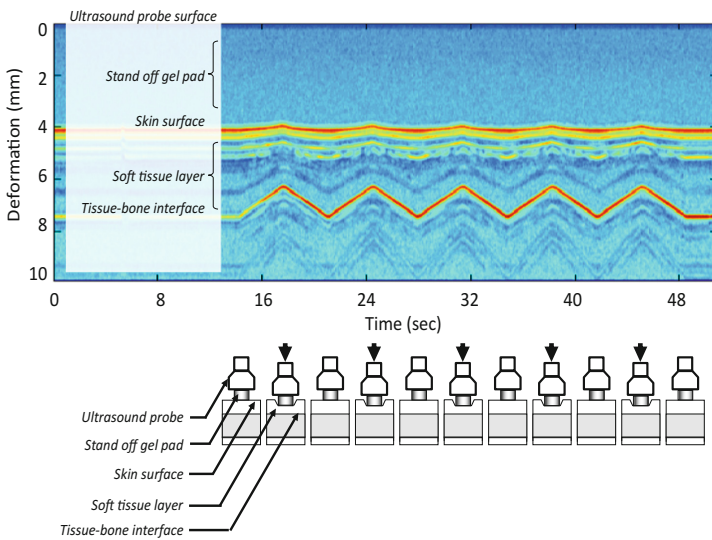 Ultrasound probe surface
0
Stand off gel pad
2
Skin surface
4
Soft tissue layer
6
Tissue-bone interface
8
10
Deformation (mm)
0 8 16 24 32 40 48
Time (sec)
Ultrasound probe
Stand off gel pad
Skin surface
Soft tissue layer
Tissue-bone interface